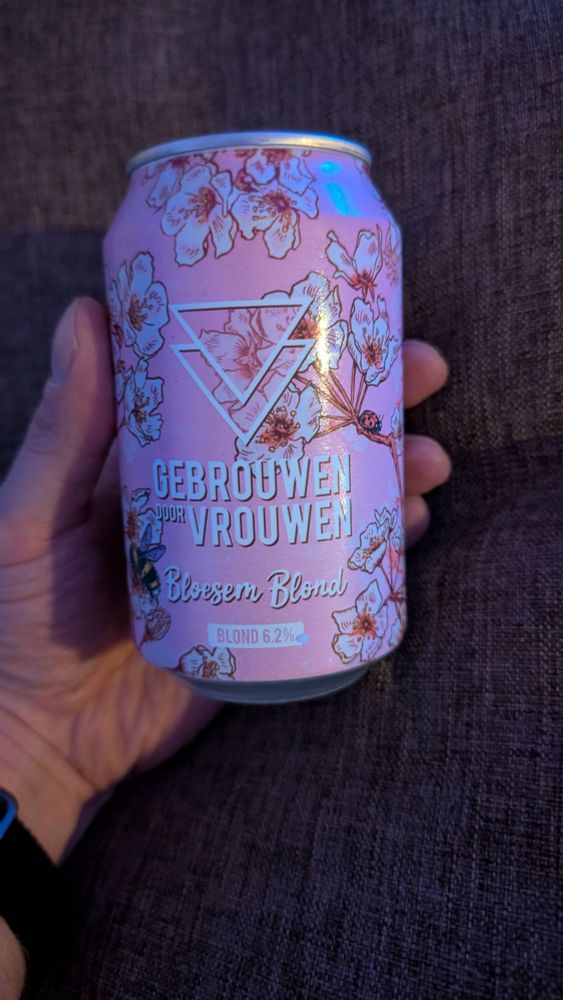 GEBROUWEN
DOOR VROUWEN
Bloesem Blond
BLOND 6.2%